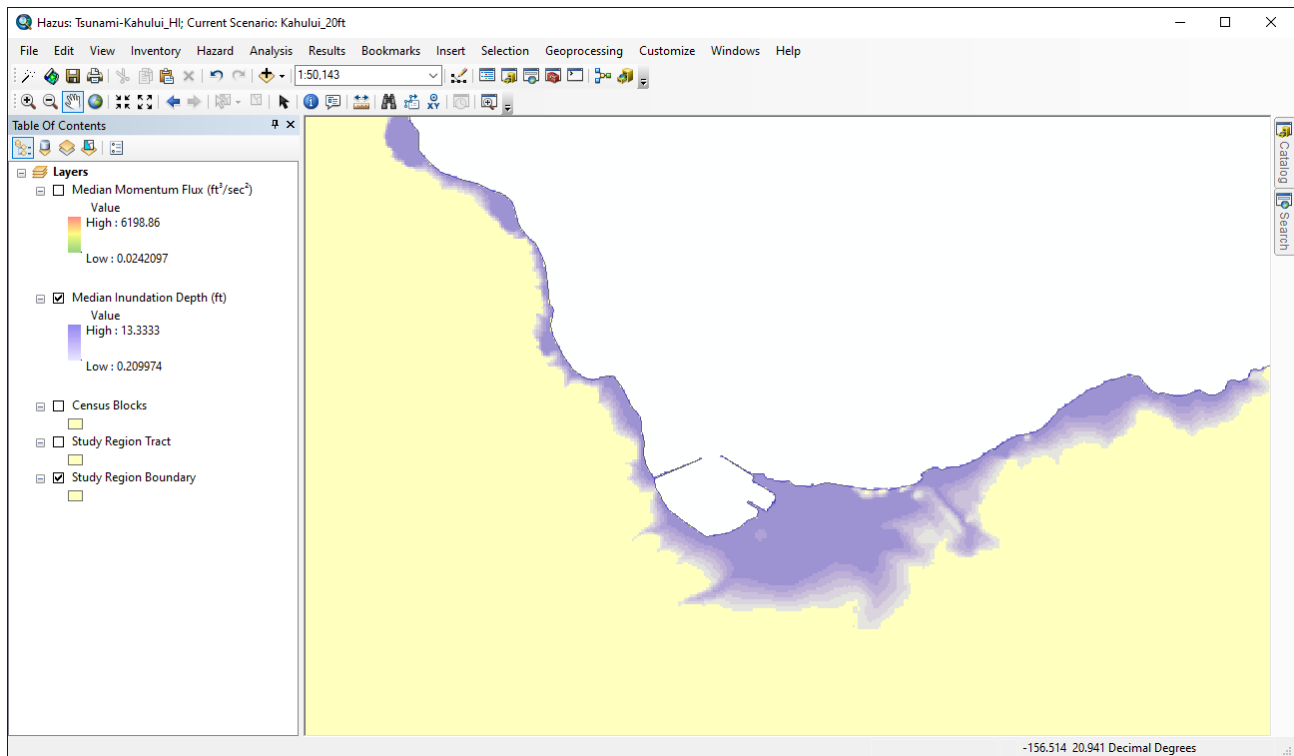 Hazus: Tsunami-Kahului_HI; Current Scenario: Kahului_20ft
File Edit View Inventory Hazard Analysis Results Bookmarks Insert Selection Geoprocessing Customize Windows Help
1:50,143
Table Of Contents
Layers
Median Momentum Flux (ft³/sec²)
Value
High : 6198.86
Low : 0.0242097
Median Inundation Depth (ft)
Value
High : 13.3333
Low : 0.209974
Census Blocks
Study Region Tract
Study Region Boundary
Catalog
Search
-156.514 20.941 Decimal Degrees